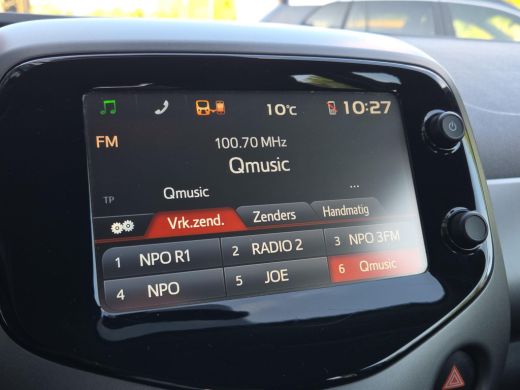 10°C
10:27
FM
100.70 MHz
Qmusic
TP
Qmusic
...
Vrk.zend.
Zenders
Handmatig
1 NPO R1
2 RADIO 2
3 NPO 3FM
4 NPO
5 JOE
6 Qmusic